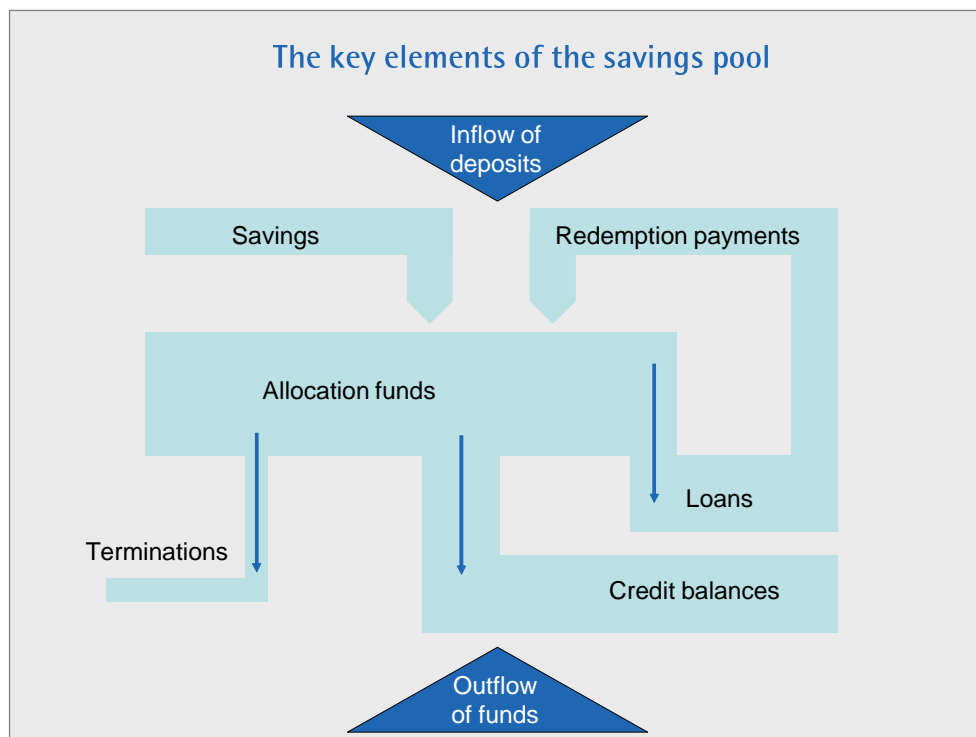 The key elements of the savings pool
Inflow of
deposits
Savings
Redemption payments
Allocation funds
Loans
Terminations
Credit balances
Outflow
of funds